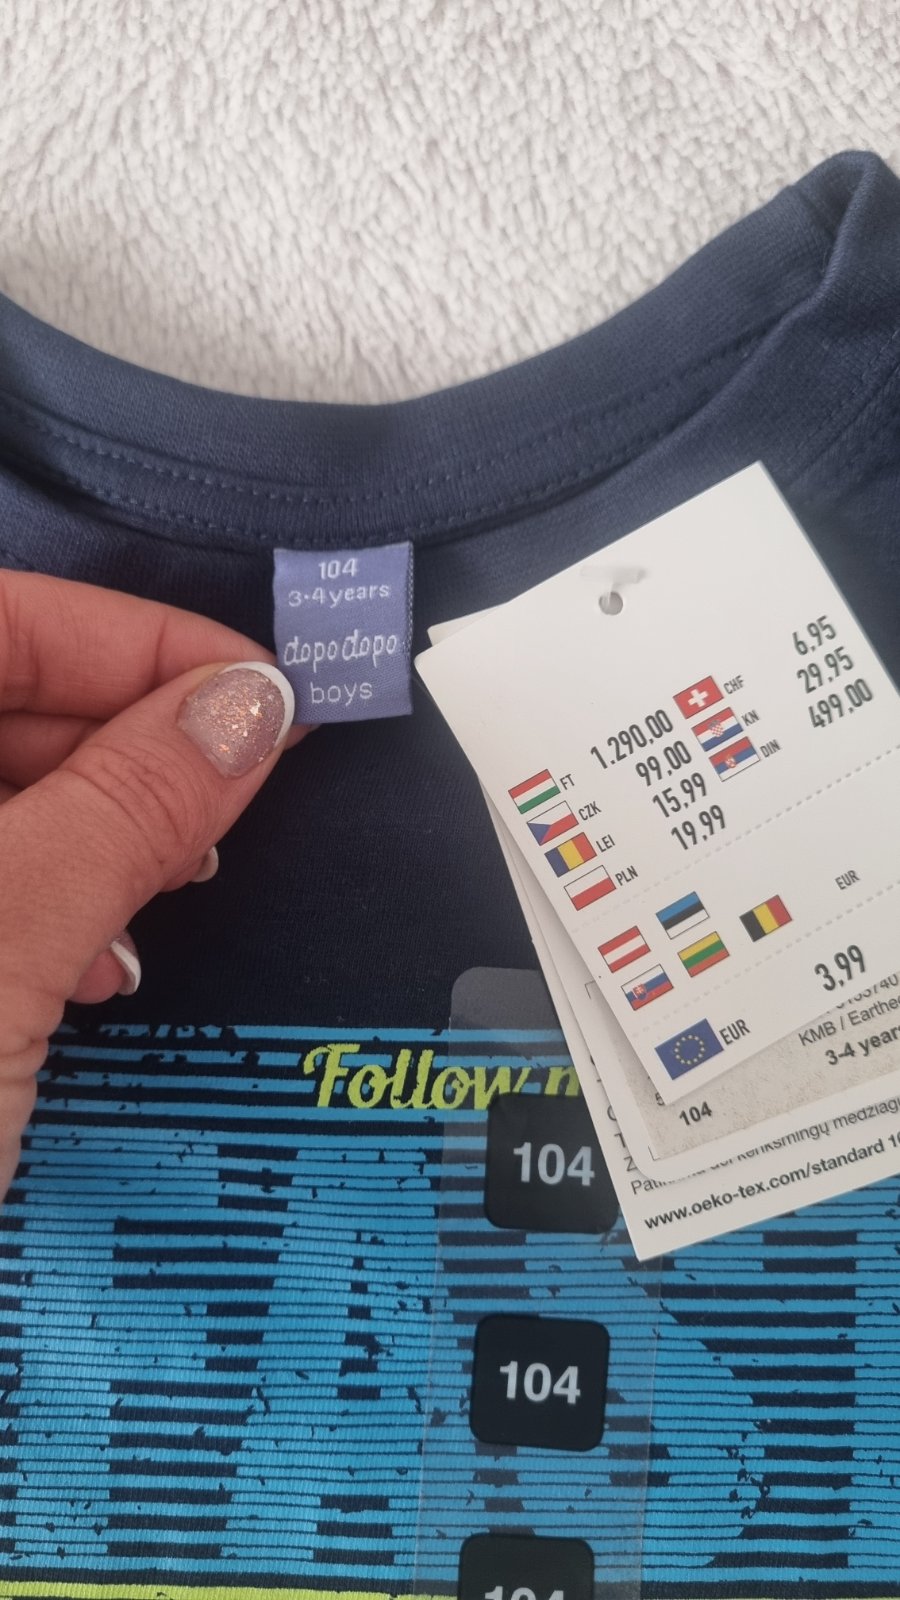 104
3-4 years
dopodopo
boys
FT 1.290,00
CZK 99,00
LEI 15,99
PLN 19,99
CHF 6,95
KN 29,95
DIN 499,00
EUR
EUR 3,99
KMB / Earthe
3-4 year
104
www.oeko-tex.com/standard
Follow
104
104
104